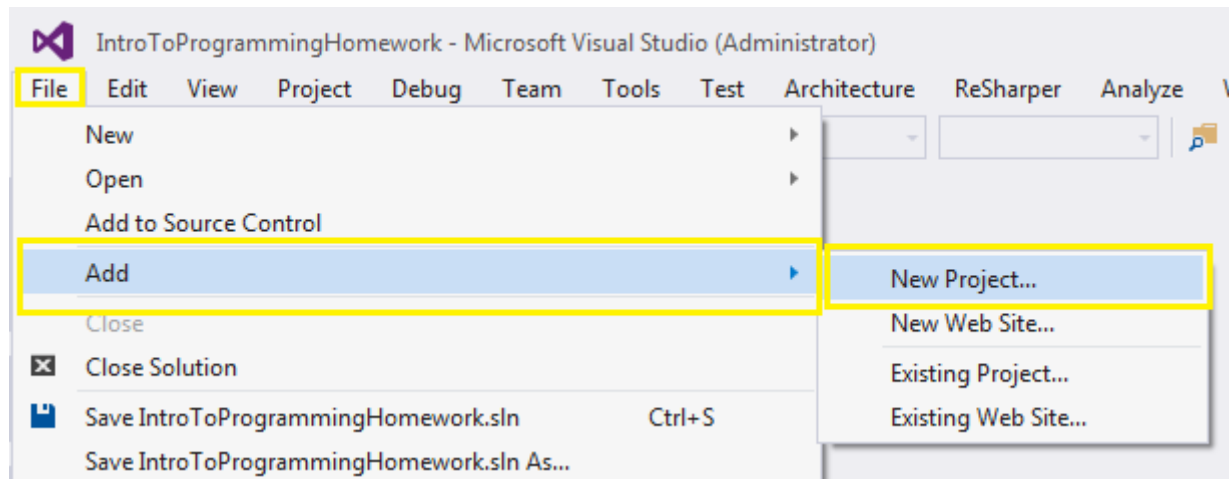 IntroToProgrammingHomework - Microsoft Visual Studio (Administrator)
File Edit View Project Debug Team Tools Test Architecture ReSharper Analyze
New
Open
Add to Source Control
Add
New Project...
Close
New Web Site...
Close Solution
Existing Project...
Save IntroToProgrammingHomework.sln Ctrl+S
Existing Web Site...
Save IntroToProgrammingHomework.sln As...